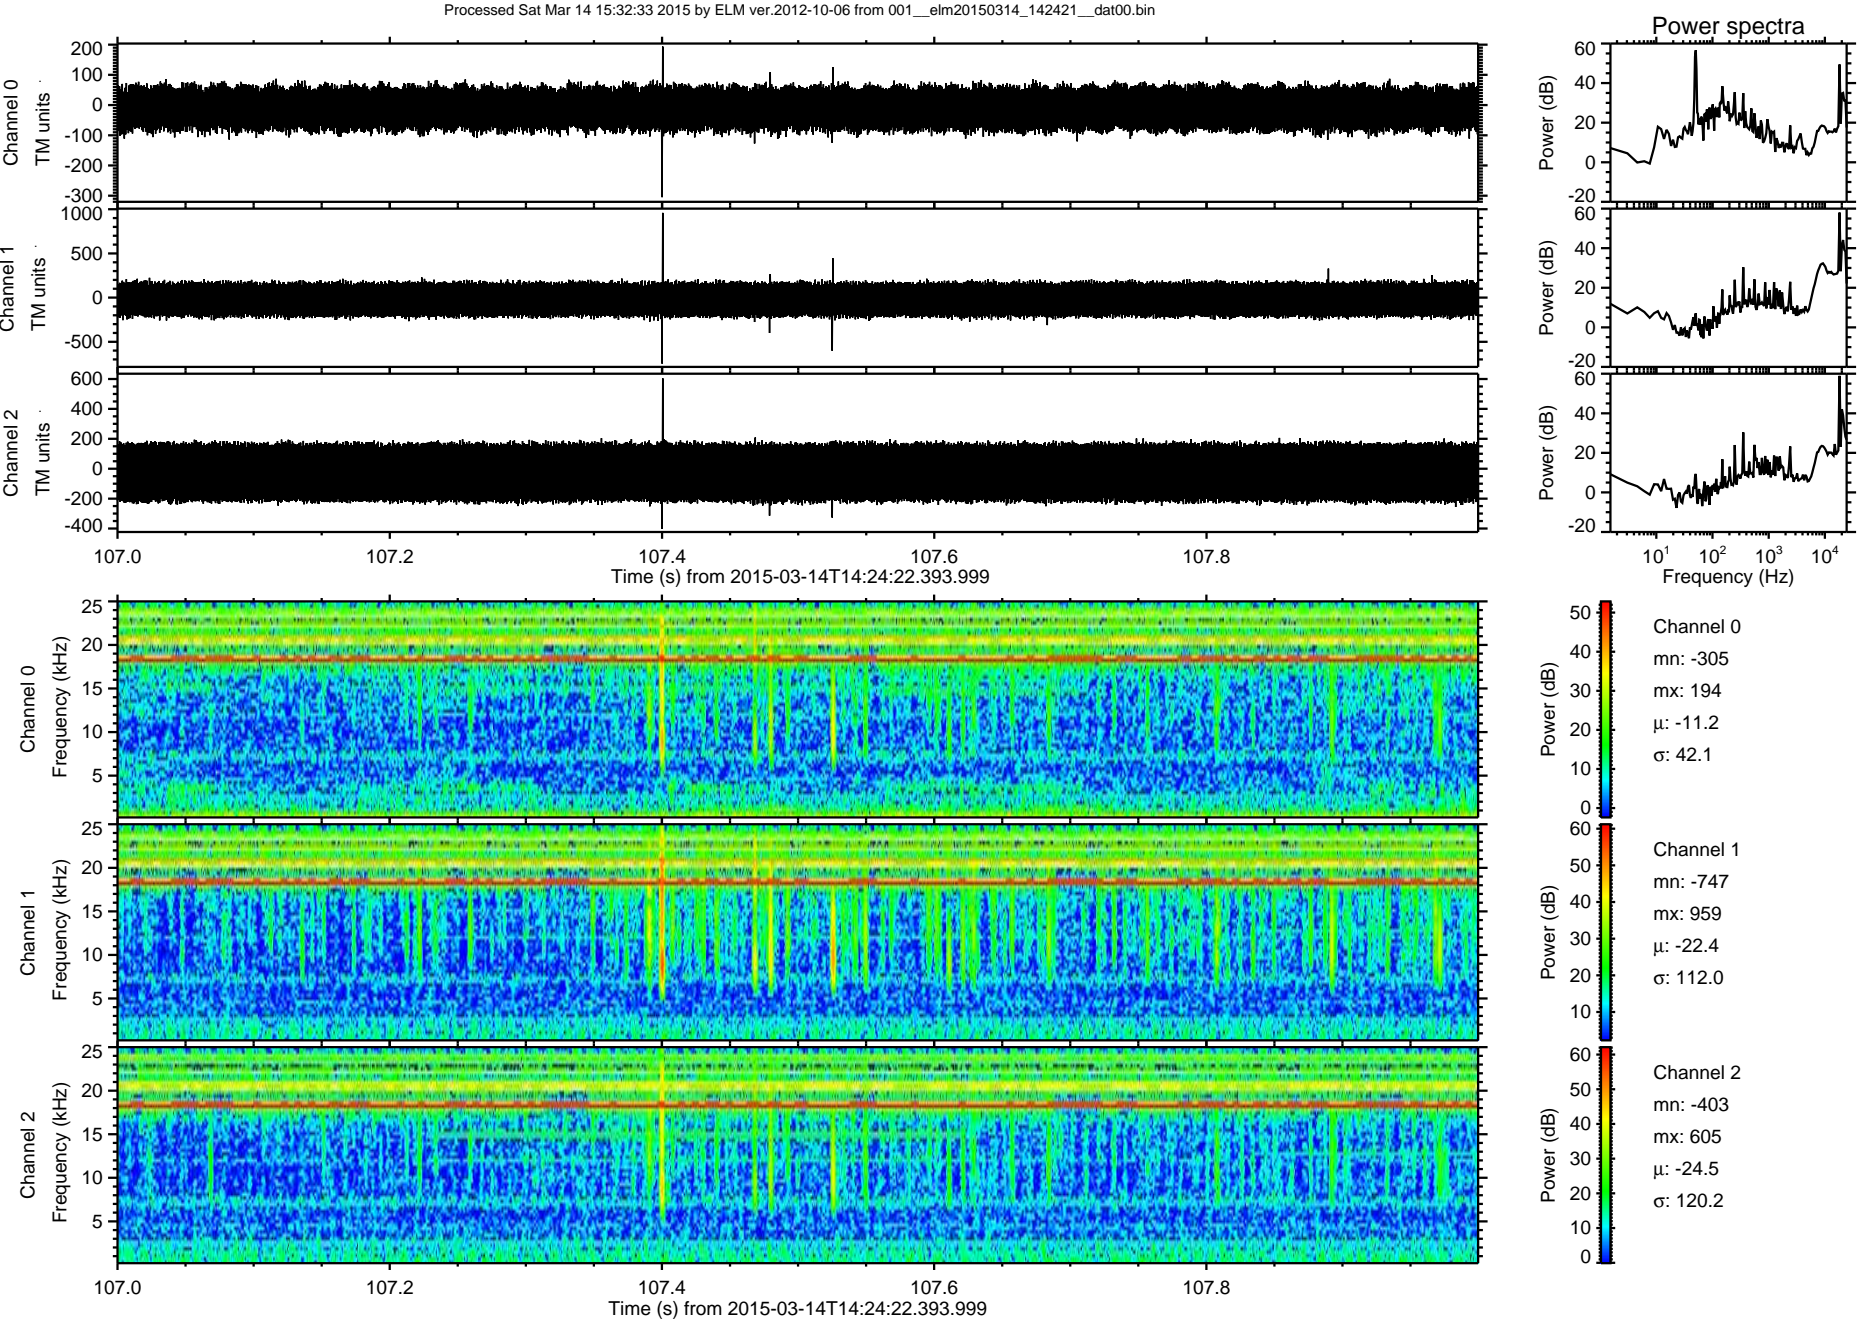 Processed Sat Mar 14 15:32:33 2015 by ELM ver.2012-10-06 from 001__elm20150314_142421__dat00.bin
Power spectra
Channel 0
TM units
200
100
0
-100
-200
-300
Power (dB)
60
40
20
0
-20
Channel 1
TM units
1000
500
0
-500
Power (dB)
60
40
20
0
-20
Channel 2
TM units
600
400
200
0
-200
-400
Power (dB)
60
40
20
0
-20
107.0 107.2 107.4 107.6 107.8
Time (s) from 2015-03-14T14:24:22.393.999
10¹ 10² 10³ 10⁴
Frequency (Hz)
Channel 0
Frequency (kHz)
25
20
15
10
5
Power (dB)
50
40
30
20
10
0
Channel 0
mn: -305
mx: 194
μ: -11.2
σ: 42.1
Channel 1
Frequency (kHz)
25
20
15
10
5
Power (dB)
60
50
40
30
20
10
Channel 1
mn: -747
mx: 959
μ: -22.4
σ: 112.0
Channel 2
Frequency (kHz)
25
20
15
10
5
Power (dB)
60
50
40
30
20
10
0
Channel 2
mn: -403
mx: 605
μ: -24.5
σ: 120.2
107.0 107.2 107.4 107.6 107.8
Time (s) from 2015-03-14T14:24:22.393.999